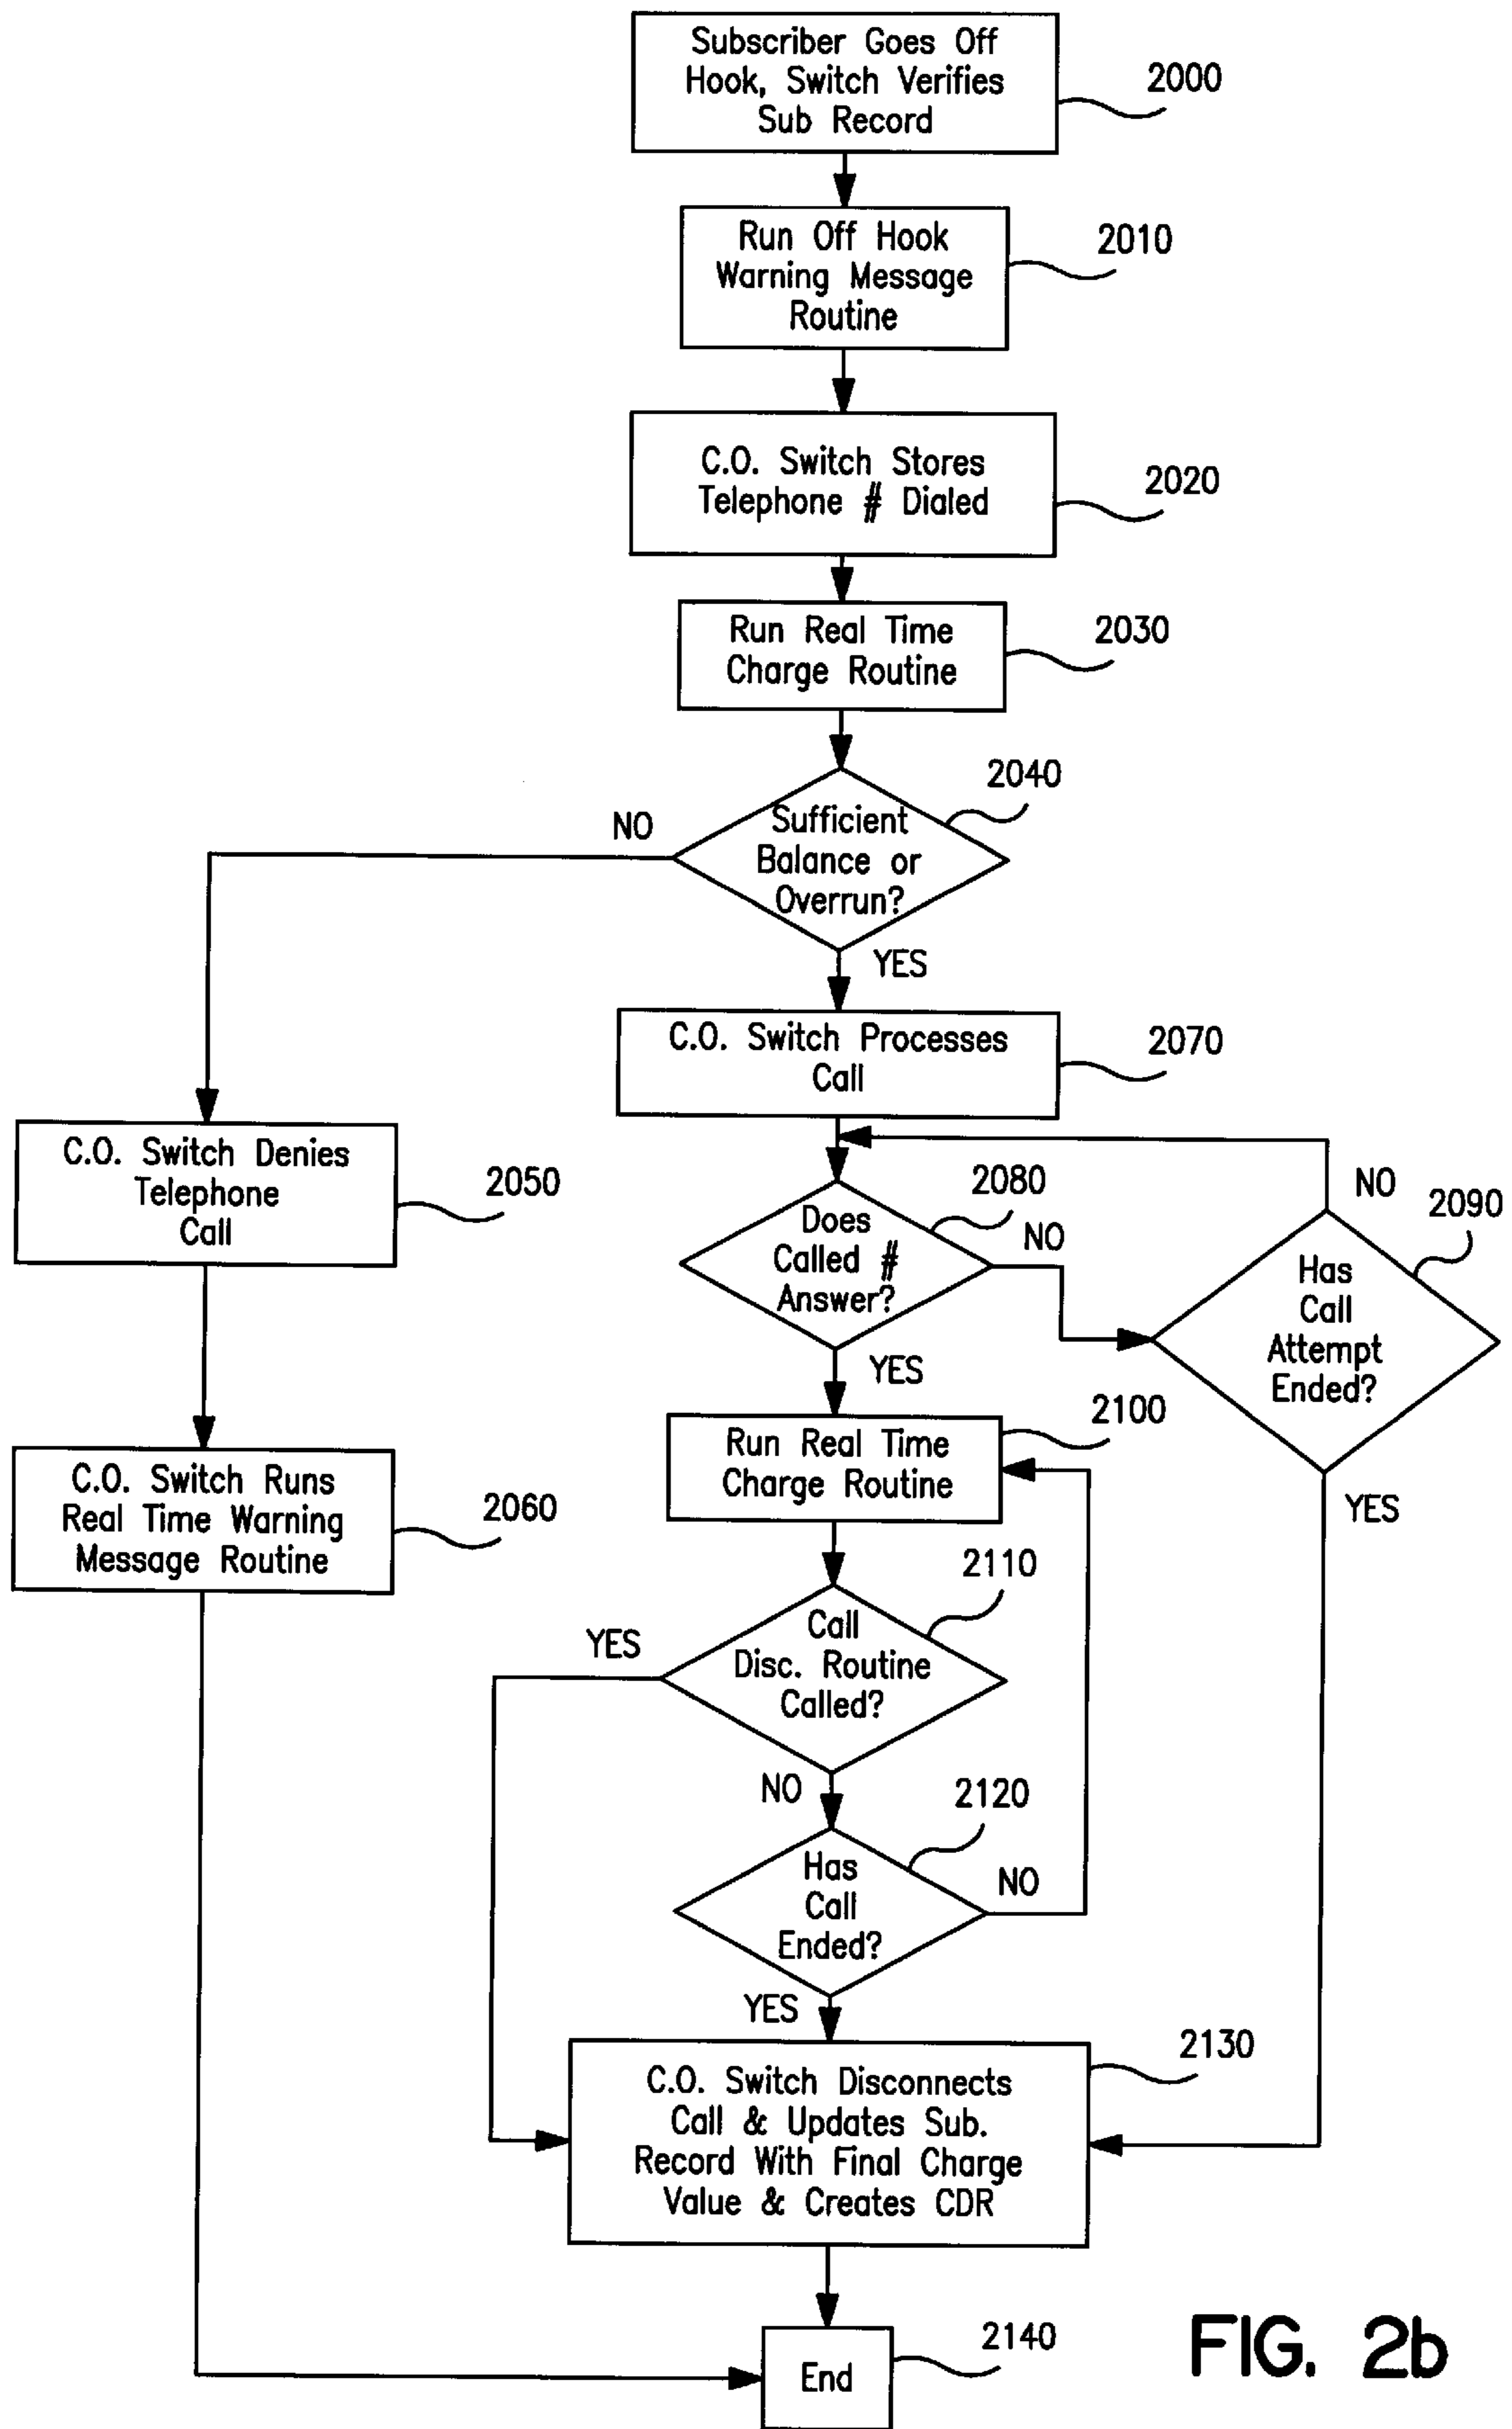 Subscriber Goes Off
Hook, Switch Verifies
Sub Record
2000
Run Off Hook
Warning Message
Routine
2010
C.O. Switch Stores
Telephone # Dialed
2020
Run Real Time
Charge Routine
2030
2040
NO
Sufficient
Balance or
Overrun?
YES
C.O. Switch Processes
Call
2070
C.O. Switch Denies
Telephone
Call
2050
2080
Does
Called #
Answer?
NO
NO
2090
Has
Call
Attempt
Ended?
YES
YES
Run Real Time
Charge Routine
2100
C.O. Switch Runs
Real Time Warning
Message Routine
2060
2110
YES
Call
Disc. Routine
Called?
NO
2120
Has
Call
Ended?
NO
YES
C.O. Switch Disconnects
Call & Updates Sub.
Record With Final Charge
Value & Creates CDR
2130
End
2140
FIG. 2b